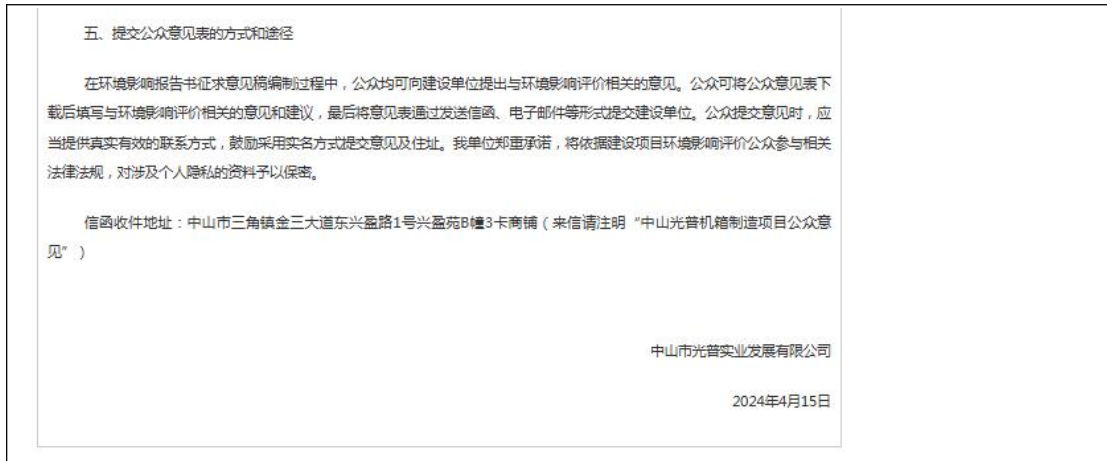 五、提交公众意见表的方式和途径
在环境影响报告书征求意见稿编制过程中，公众均可向建设单位提出与环境影响评价相关的意见。公众可将公众意见表下
载后填写与环境影响评价相关的意见和建议，最后将意见表通过发送信函、电子邮件等形式提交建设单位。公众提交意见时，应
当提供真实有效的联系方式，鼓励采用实名方式提交意见及住址。我单位郑重承诺，将依据建设项目环境影响评价公众参与相关
法律法规，对涉及个人隐私的资料予以保密。
信函收件地址：中山市三角镇金三大道东兴盈路1号兴盈苑B幢3卡商铺（来信请注明“中山光普机箱制造项目公众意
见”）
中山市光普实业发展有限公司
2024年4月15日